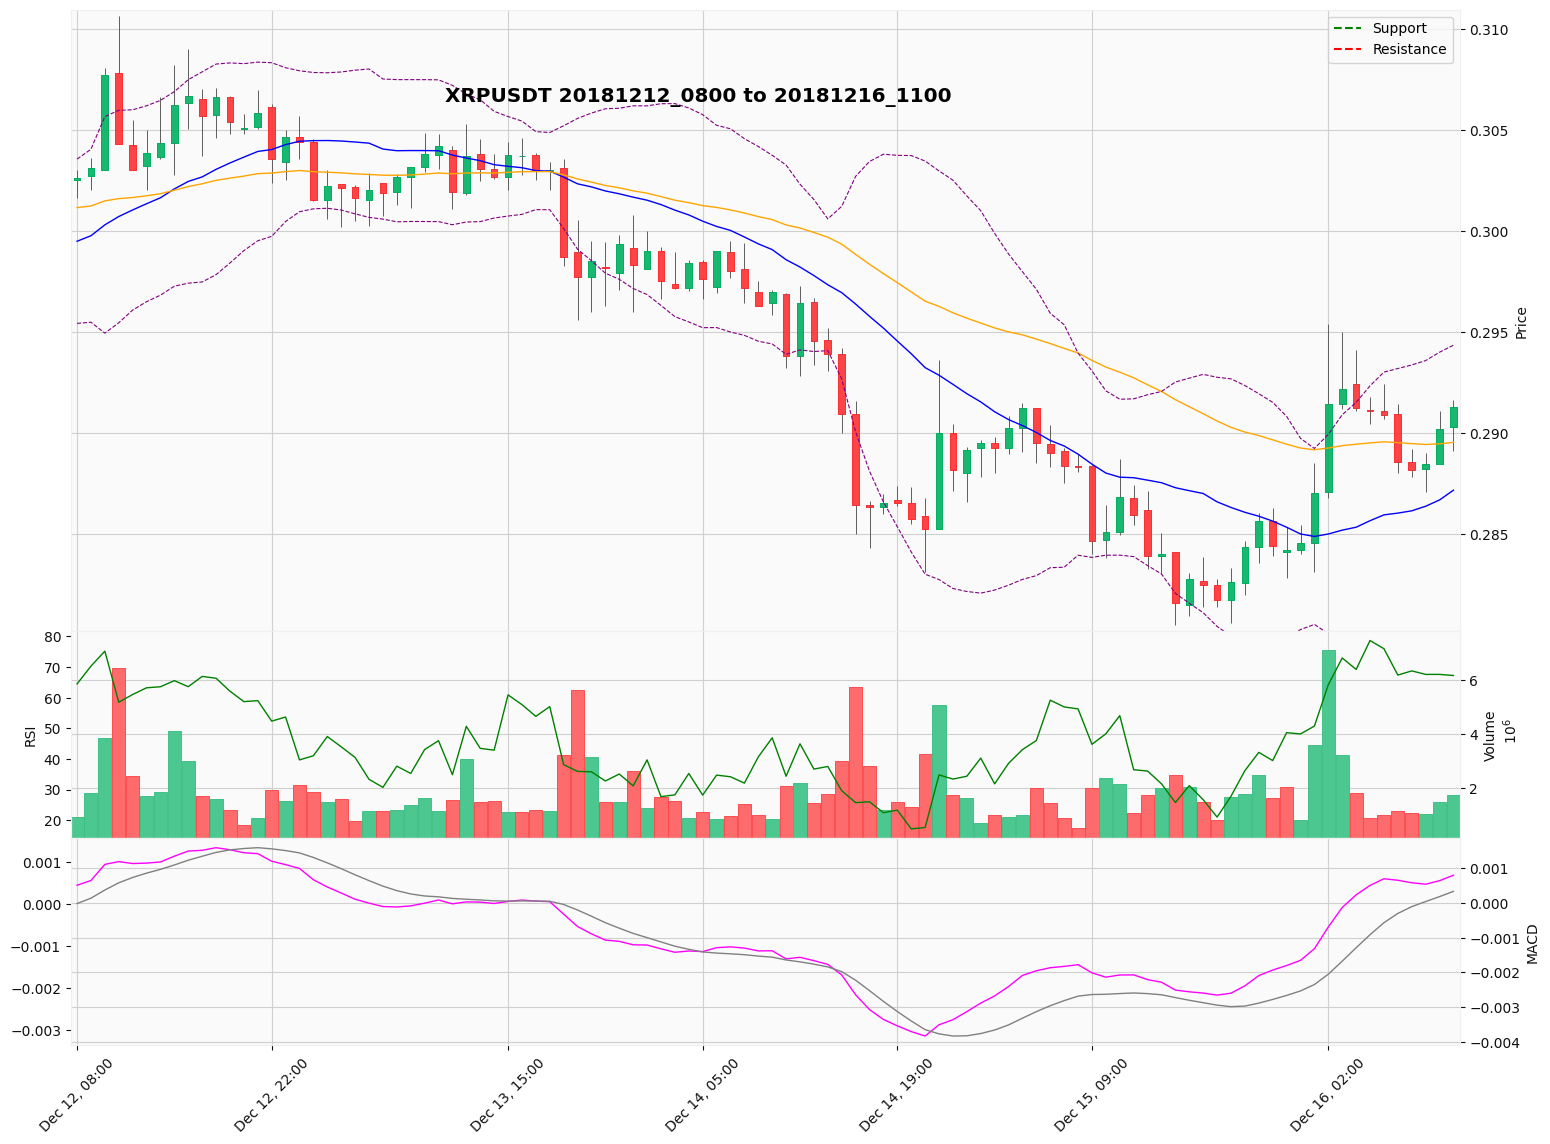 XRPUSDT 20181212_0800 to 20181216_1100
Support
Resistance
0.310
0.305
0.300
0.295
0.290
0.285
Price
80
70
60
50
40
30
20
RSI
6
4
2
Volume
10^6
0.001
0.000
−0.001
−0.002
−0.003
0.001
0.000
−0.001
−0.002
−0.003
−0.004
MACD
Dec 12, 08:00
Dec 12, 22:00
Dec 13, 15:00
Dec 14, 05:00
Dec 14, 19:00
Dec 15, 09:00
Dec 16, 02:00